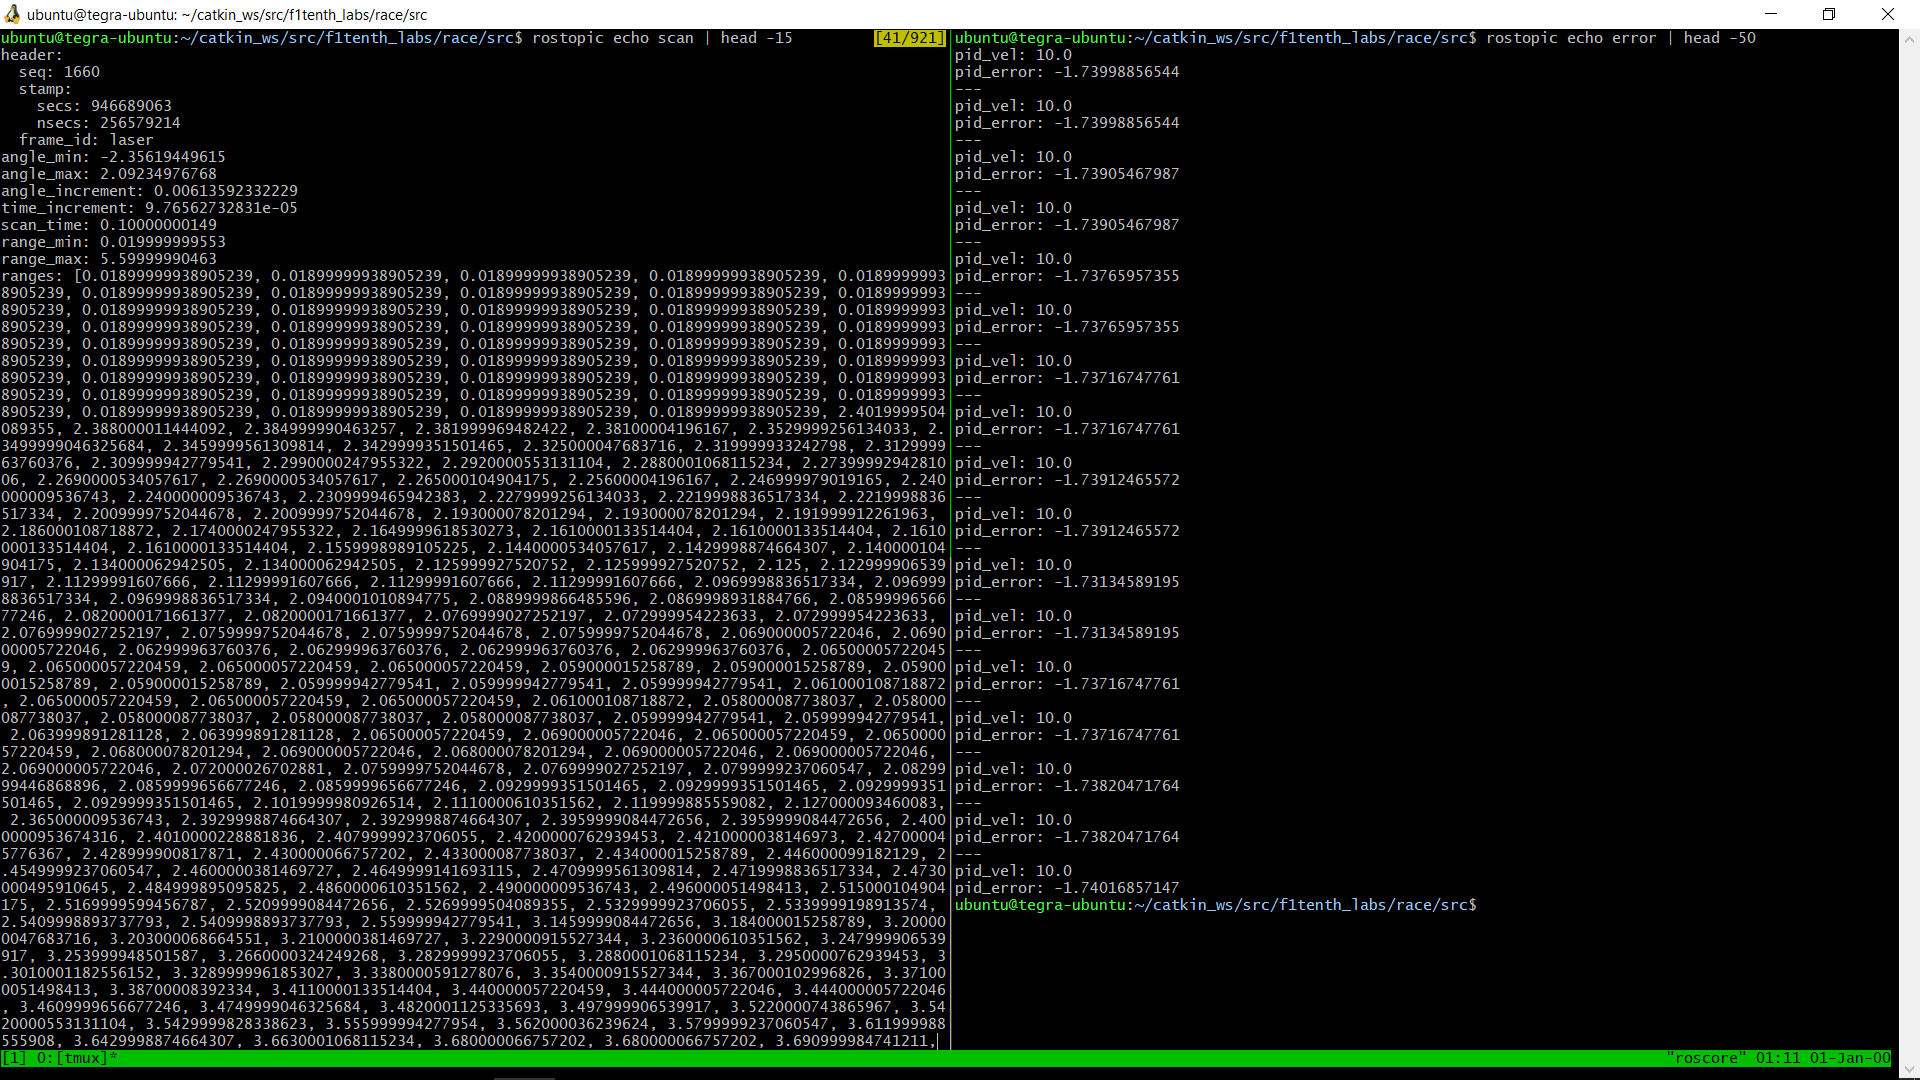 ubuntu@tegra-ubuntu: ~/catkin_ws/src/f1tenth_labs/race/src
ubuntu@tegra-ubuntu:~/catkin_ws/src/f1tenth_labs/race/src$ rostopic echo scan | head -15
[41/921]
header:
  seq: 1660
  stamp:
    secs: 946689063
    nsecs: 256579214
  frame_id: laser
angle_min: -2.35619449615
angle_max: 2.09234976768
angle_increment: 0.00613592332229
time_increment: 9.76562732831e-05
scan_time: 0.10000000149
range_min: 0.019999999553
range_max: 5.59999990463
ranges: [0.01899999938905239, 0.01899999938905239, 0.01899999938905239, 0.01899999938905239, 0.0189999993
8905239, 0.01899999938905239, 0.01899999938905239, 0.01899999938905239, 0.01899999938905239, 0.0189999993
8905239, 0.01899999938905239, 0.01899999938905239, 0.01899999938905239, 0.01899999938905239, 0.0189999993
8905239, 0.01899999938905239, 0.01899999938905239, 0.01899999938905239, 0.01899999938905239, 0.0189999993
8905239, 0.01899999938905239, 0.01899999938905239, 0.01899999938905239, 0.01899999938905239, 0.0189999993
8905239, 0.01899999938905239, 0.01899999938905239, 0.01899999938905239, 0.01899999938905239, 0.0189999993
8905239, 0.01899999938905239, 0.01899999938905239, 0.01899999938905239, 0.01899999938905239, 0.0189999993
8905239, 0.01899999938905239, 0.01899999938905239, 0.01899999938905239, 0.01899999938905239, 0.0189999993
8905239, 0.01899999938905239, 0.01899999938905239, 0.01899999938905239, 0.01899999938905239, 2.4019999504
089355, 2.388000011444092, 2.384999990463257, 2.381999969482422, 2.38100004196167, 2.3529999256134033, 2.
3499999046325684, 2.3459999561309814, 2.3429999351501465, 2.325000047683716, 2.319999933242798, 2.3129999
63760376, 2.309999942779541, 2.2990000247955322, 2.2920000553131104, 2.2880001068115234, 2.27399992942810
06, 2.2690000534057617, 2.2690000534057617, 2.265000104904175, 2.25600004196167, 2.246999979019165, 2.240
000009536743, 2.240000009536743, 2.2309999465942383, 2.2279999256134033, 2.2219998836517334, 2.2219998836
517334, 2.2009999752044678, 2.2009999752044678, 2.193000078201294, 2.193000078201294, 2.191999912261963,
2.186000108718872, 2.1740000247955322, 2.1649999618530273, 2.1610000133514404, 2.1610000133514404, 2.1610
000133514404, 2.1610000133514404, 2.1559998989105225, 2.1440000534057617, 2.1429998874664307, 2.140000104
904175, 2.134000062942505, 2.134000062942505, 2.125999927520752, 2.125999927520752, 2.125, 2.122999906539
917, 2.11299991607666, 2.11299991607666, 2.11299991607666, 2.11299991607666, 2.0969998836517334, 2.096999
8836517334, 2.0969998836517334, 2.0940001010894775, 2.0889999866485596, 2.0869998931884766, 2.08599996566
77246, 2.0820000171661377, 2.0820000171661377, 2.0769999027252197, 2.072999954223633, 2.072999954223633,
2.0769999027252197, 2.0759999752044678, 2.0759999752044678, 2.0759999752044678, 2.069000005722046, 2.0690
00005722046, 2.062999963760376, 2.062999963760376, 2.062999963760376, 2.062999963760376, 2.06500005722045
9, 2.065000057220459, 2.065000057220459, 2.065000057220459, 2.059000015258789, 2.059000015258789, 2.05900
0015258789, 2.059000015258789, 2.059999942779541, 2.059999942779541, 2.059999942779541, 2.061000108718872
, 2.065000057220459, 2.065000057220459, 2.065000057220459, 2.061000108718872, 2.058000087738037, 2.058000
087738037, 2.058000087738037, 2.058000087738037, 2.058000087738037, 2.059999942779541, 2.059999942779541,
 2.063999891281128, 2.063999891281128, 2.065000057220459, 2.069000005722046, 2.065000057220459, 2.0650000
57220459, 2.068000078201294, 2.069000005722046, 2.068000078201294, 2.069000005722046, 2.069000005722046,
2.069000005722046, 2.072000026702881, 2.0759999752044678, 2.0769999027252197, 2.0799999237060547, 2.08299
99446868896, 2.0859999656677246, 2.0859999656677246, 2.0929999351501465, 2.0929999351501465, 2.0929999351
501465, 2.0929999351501465, 2.1019999980926514, 2.1110000610351562, 2.119999885559082, 2.127000093460083,
 2.365000009536743, 2.3929998874664307, 2.3929998874664307, 2.3959999084472656, 2.3959999084472656, 2.400
0000953674316, 2.4010000228881836, 2.4079999923706055, 2.4200000762939453, 2.4210000038146973, 2.42700004
5776367, 2.428999900817871, 2.430000066757202, 2.433000087738037, 2.434000015258789, 2.446000099182129, 2
.4549999237060547, 2.4600000381469727, 2.4649999141693115, 2.4709999561309814, 2.4719998836517334, 2.4730
000495910645, 2.484999895095825, 2.4860000610351562, 2.490000009536743, 2.496000051498413, 2.515000104904
175, 2.5169999599456787, 2.5209999084472656, 2.5269999504089355, 2.5329999923706055, 2.5339999198913574,
2.5409998893737793, 2.5409998893737793, 2.559999942779541, 3.1459999084472656, 3.184000015258789, 3.20000
0047683716, 3.203000068664551, 3.2100000381469727, 3.2290000915527344, 3.2360000610351562, 3.247999906539
917, 3.253999948501587, 3.2660000324249268, 3.2829999923706055, 3.2880001068115234, 3.2950000762939453, 3
.3010001182556152, 3.3289999961853027, 3.3380000591278076, 3.3540000915527344, 3.367000102996826, 3.37100
0051498413, 3.38700008392334, 3.4110000133514404, 3.440000057220459, 3.444000005722046, 3.444000005722046
, 3.4609999656677246, 3.4749999046325684, 3.4820001125335693, 3.497999906539917, 3.5220000743865967, 3.54
20000553131104, 3.5429999828338623, 3.555999994277954, 3.562000036239624, 3.5799999237060547, 3.611999988
555908, 3.6429998874664307, 3.6630001068115234, 3.680000066757202, 3.680000066757202, 3.690999984741211,
ubuntu@tegra-ubuntu:~/catkin_ws/src/f1tenth_labs/race/src$ rostopic echo error | head -50
pid_vel: 10.0
pid_error: -1.73998856544
---
pid_vel: 10.0
pid_error: -1.73998856544
---
pid_vel: 10.0
pid_error: -1.73905467987
---
pid_vel: 10.0
pid_error: -1.73905467987
---
pid_vel: 10.0
pid_error: -1.73765957355
---
pid_vel: 10.0
pid_error: -1.73765957355
---
pid_vel: 10.0
pid_error: -1.73716747761
---
pid_vel: 10.0
pid_error: -1.73716747761
---
pid_vel: 10.0
pid_error: -1.73912465572
---
pid_vel: 10.0
pid_error: -1.73912465572
---
pid_vel: 10.0
pid_error: -1.73134589195
---
pid_vel: 10.0
pid_error: -1.73134589195
---
pid_vel: 10.0
pid_error: -1.73716747761
---
pid_vel: 10.0
pid_error: -1.73716747761
---
pid_vel: 10.0
pid_error: -1.73820471764
---
pid_vel: 10.0
pid_error: -1.73820471764
---
pid_vel: 10.0
pid_error: -1.74016857147
ubuntu@tegra-ubuntu:~/catkin_ws/src/f1tenth_labs/race/src$
[1] 0:[tmux]*
"roscore" 01:11 01-Jan-00